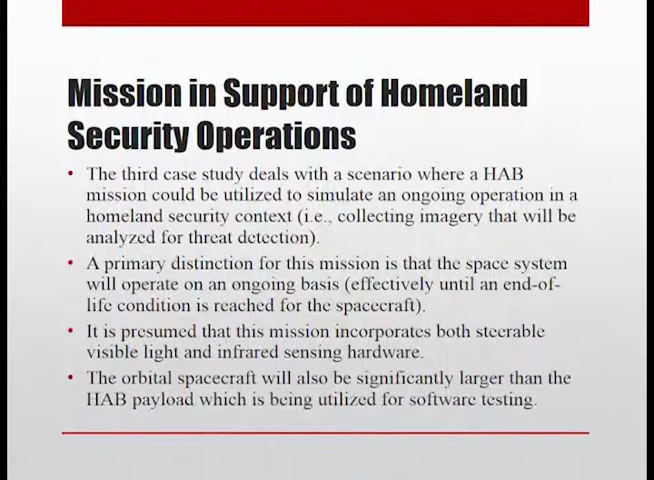 Mission in Support of Homeland
Security Operations
• The third case study deals with a scenario where a HAB
mission could be utilized to simulate an ongoing operation in a
homeland security context (i.e., collecting imagery that will be
analyzed for threat detection).
• A primary distinction for this mission is that the space system
will operate on an ongoing basis (effectively until an end-of-
life condition is reached for the spacecraft).
• It is presumed that this mission incorporates both steerable
visible light and infrared sensing hardware.
• The orbital spacecraft will also be significantly larger than the
HAB payload which is being utilized for software testing.